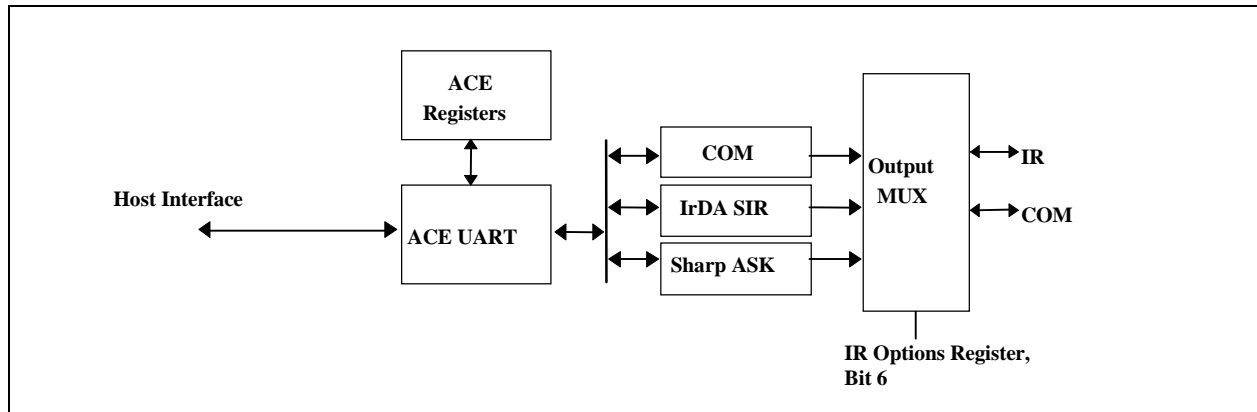 ACE
Registers
Host Interface
ACE UART
COM
IrDA SIR
Sharp ASK
Output
MUX
IR
COM
IR Options Register,
Bit 6